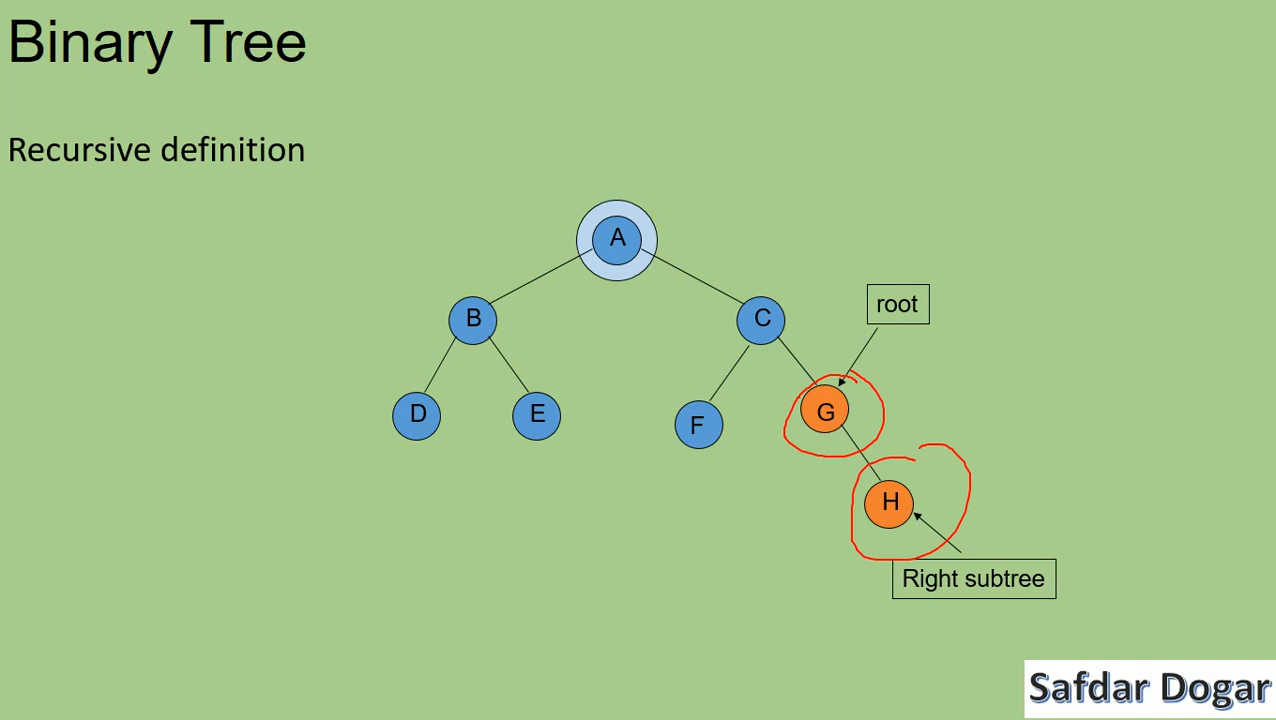 Binary Tree
Recursive definition
A
root
B
C
D
E
F
G
H
Right subtree
Safdar Dogar